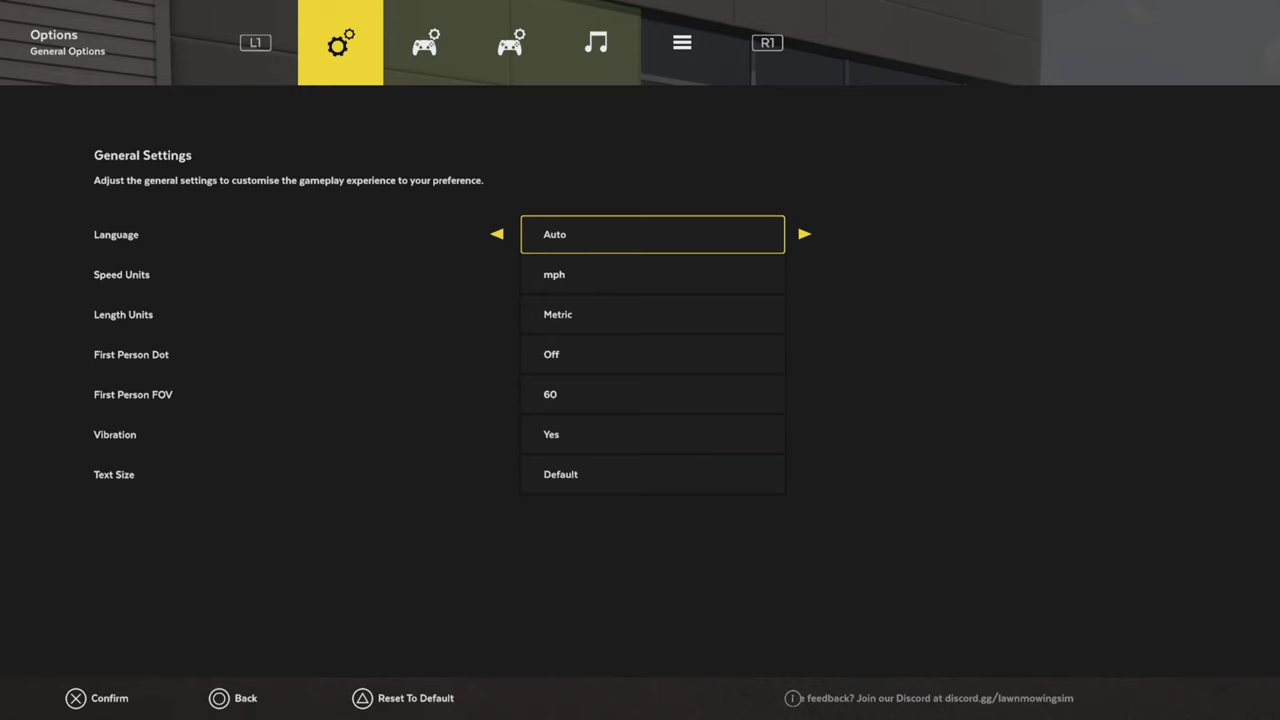 Options
General Options
L1
R1
General Settings
Adjust the general settings to customise the gameplay experience to your preference.
Language Auto
Speed Units mph
Length Units Metric
First Person Dot Off
First Person FOV 60
Vibration Yes
Text Size Default
Confirm Back Reset To Default e feedback? Join our Discord at discord.gg/lawnmowingsim